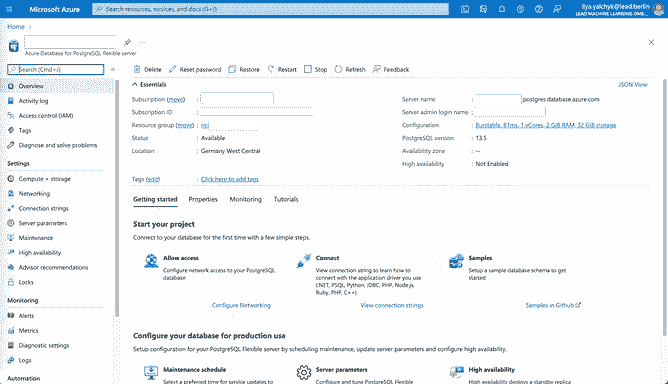 Microsoft Azure
Search resources, services, and docs (G+/)
ilya.yatchyk@lead.berlin
Home
Azure Database for PostgreSQL flexible server
Search (Cmd+/)
Delete
Reset password
Restore
Restart
Stop
Refresh
Feedback
Overview
Activity log
Access control (IAM)
Tags
Diagnose and solve problems
Settings
Compute + storage
Networking
Connection strings
Server parameters
Maintenance
High availability
Advisor recommendations
Locks
Monitoring
Alerts
Metrics
Diagnostic settings
Logs
Automation
Essentials
JSON View
Subscription (move) :
Subscription ID :
Resource group (move) :
Status : Available
Location : Germany West Central
Server name : .postgres.database.azure.com
Server admin login name :
Configuration : Burstable, B1ms, 1 vCores, 2 GiB RAM, 32 GiB storage
PostgreSQL version : 13.5
Availability zone : --
High availability : Not Enabled
Tags (edit) : Click here to add tags
Getting started Properties Monitoring Tutorials
Start your project
Connect to your database for the first time with a few simple steps.
Allow access
Configure network access to your PostgreSQL
database
Configure Networking
Connect
View connection string to learn how to
connect with the application driver you use
(.NET, PSQL, Python, JDBC, PHP, Node.js,
Ruby, PHP, C++)
View connection strings
Samples
Setup a sample database schema to get
started
Samples in Github
Configure your database for production use
Setup configuration for your PostgreSQL Flexible server by scheduling maintenance, update server parameters and configure high availability.
Maintenance schedule
Select a preferred time for service updates to
Server parameters
Configure and tune PostgreSQL Flexible
High availability
High availability deploys a standby replica